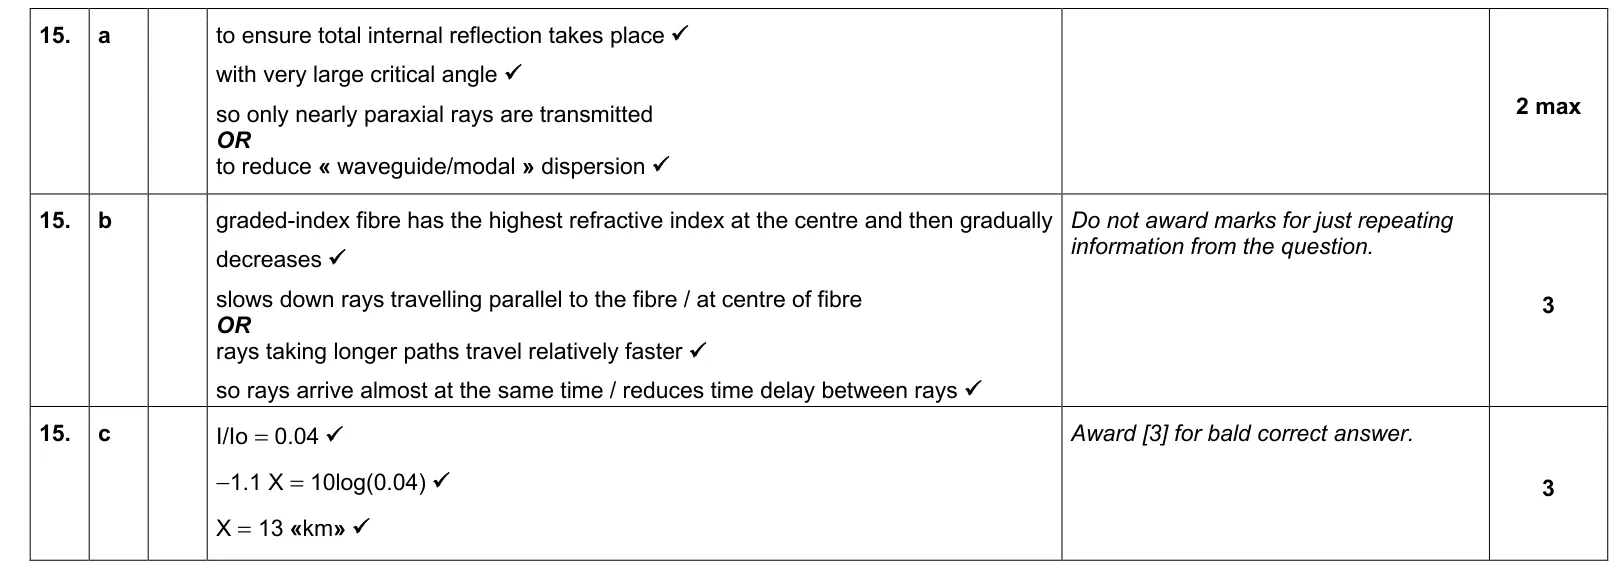 15. a to ensure total internal reflection takes place ✓
with very large critical angle ✓
so only nearly paraxial rays are transmitted
OR
to reduce « waveguide/modal » dispersion ✓
2 max
15. b graded-index fibre has the highest refractive index at the centre and then gradually
decreases ✓
slows down rays travelling parallel to the fibre / at centre of fibre
OR
rays taking longer paths travel relatively faster ✓
so rays arrive almost at the same time / reduces time delay between rays ✓
Do not award marks for just repeating
information from the question.
3
15. c I/Io = 0.04 ✓
−1.1 X = 10log(0.04) ✓
X = 13 «km» ✓
Award [3] for bald correct answer.
3